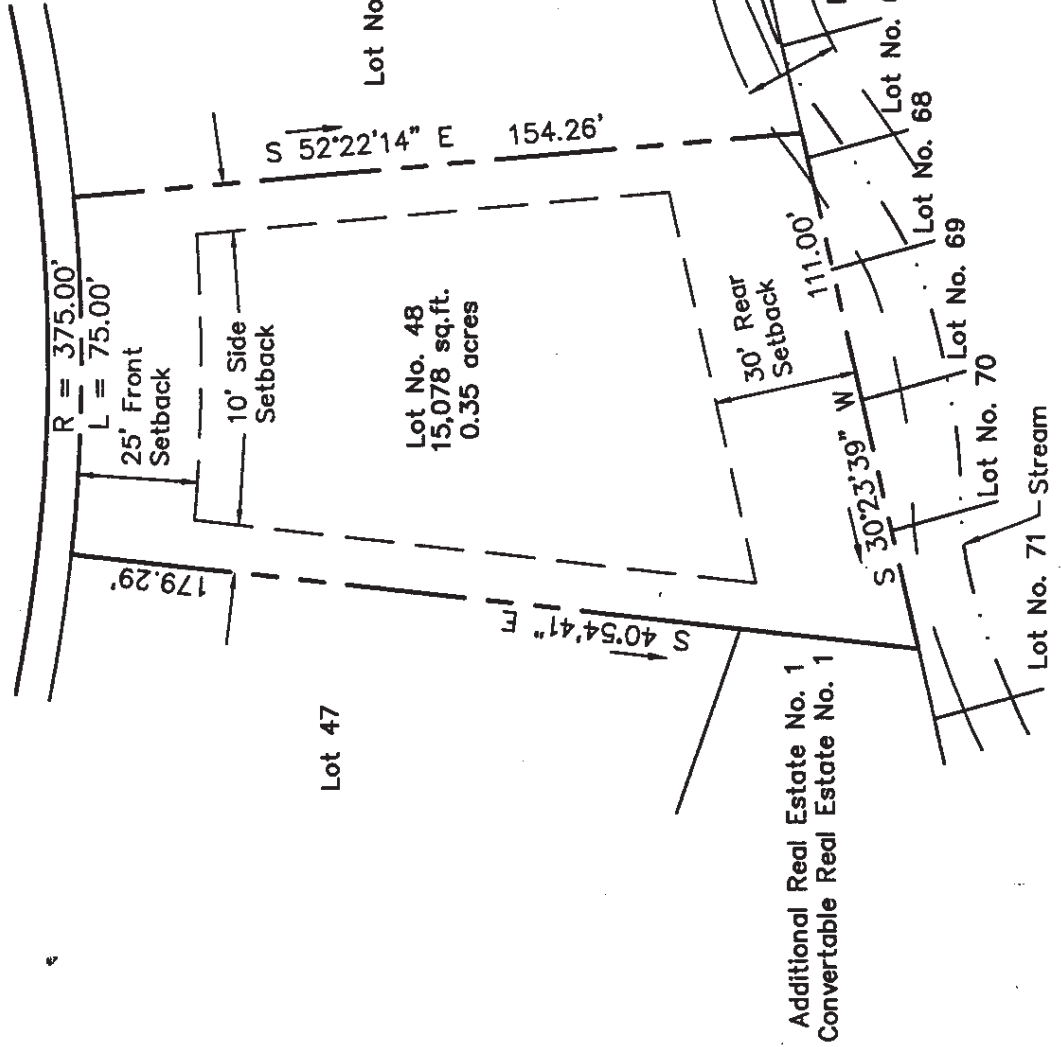 Lot No
R = 375.00'
L = 75.00'
25' Front
Setback
S 52°22'14" E 154.26'
10' Side
Setback
179.29'
Lot No. 48
15,078 sq.ft.
0.35 acres
S 40°54'41" E
30' Rear
Setback
111.00'
S 30°23'39" W
Lot 47
Additional Real Estate No. 1
Convertable Real Estate No. 1
Lot No.
Lot No. 68
Lot No. 69
Lot No. 70
Lot No. 71
Stream